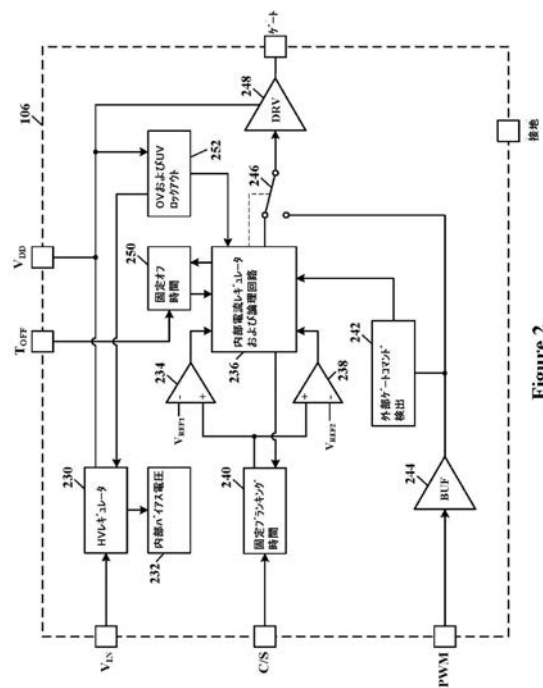 106
V_DD
T_OFF
V_IN
C/S
PWM
230
HVレギュレータ
232
内部バイアス電圧
250
固定オフ
時間
252
OVおよびUV
ロックアウト
234
V_REF1
-
+
236
内部電流レギュレータ
および論理回路
238
+
-
V_REF2
240
固定ブランキング
時間
242
外部ゲートコマンド
検出
244
BUF
246
248
DRV
ゲート
接地
Figure 2